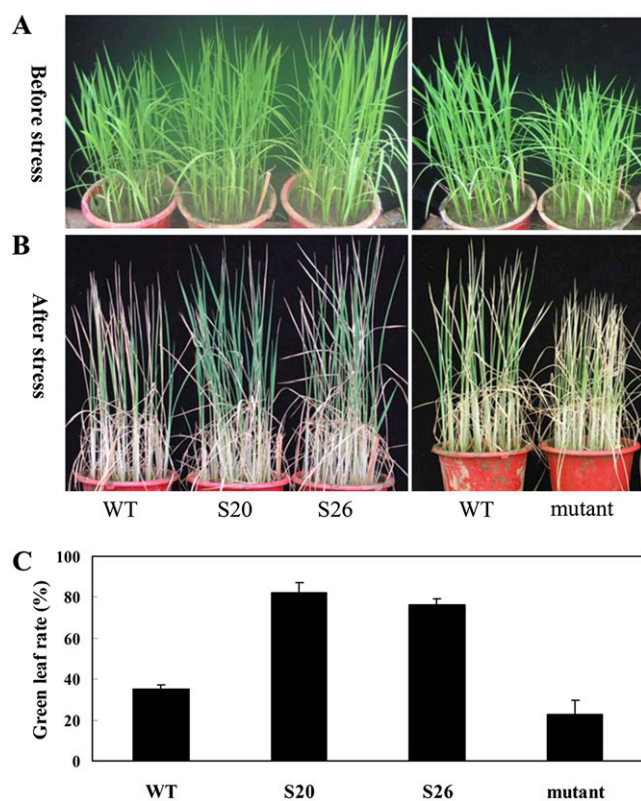 A
Before stress
B
After stress
WT S20 S26 WT mutant
C
Green leaf rate (%)
100
80
60
40
20
0
WT S20 S26 mutant